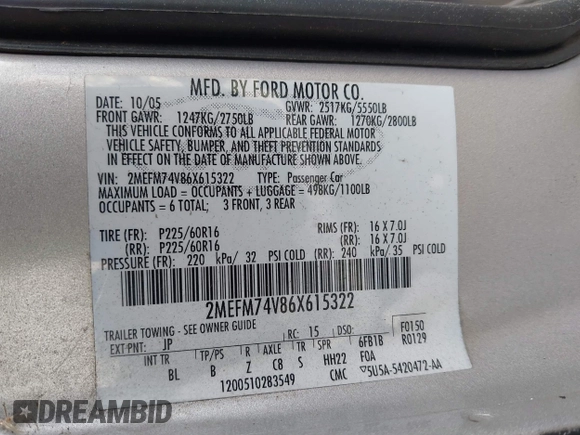 MFD. BY FORD MOTOR CO.
DATE: 10/05 GVWR: 2517KG/5550LB
FRONT GAWR: 1247KG/2750LB REAR GAWR: 1270KG/2800LB
THIS VEHICLE CONFORMS TO ALL APPLICABLE FEDERAL MOTOR
VEHICLE SAFETY, BUMPER, AND THEFT PREVENTION STANDARDS
IN EFFECT ON THE DATE OF MANUFACTURE SHOWN ABOVE.
VIN: 2MEFM74V86X615322 TYPE: Passenger Car
MAXIMUM LOAD = OCCUPANTS + LUGGAGE = 498KG/1100LB
OCCUPANTS = 6 TOTAL; 3 FRONT, 3 REAR
TIRE (FR): P225/60R16 RIMS (FR): 16 X 7.0J
(RR): P225/60R16 (RR): 16 X 7.0J
PRESSURE (FR): 220 kPa/ 32 PSI COLD (RR): 240 kPa/ 35 PSI COLD
2MEFM74V86X615322
TRAILER TOWING - SEE OWNER GUIDE
EXT PNT: JP RC: 15 DSO: F0150
INT TR TP/PS R AXLE TR SPR 6FB1B R0129
BL B Z C8 S HH22 FOA
1200510283549 CMC ▽5U5A-5420472-AA
AutoBidMaster